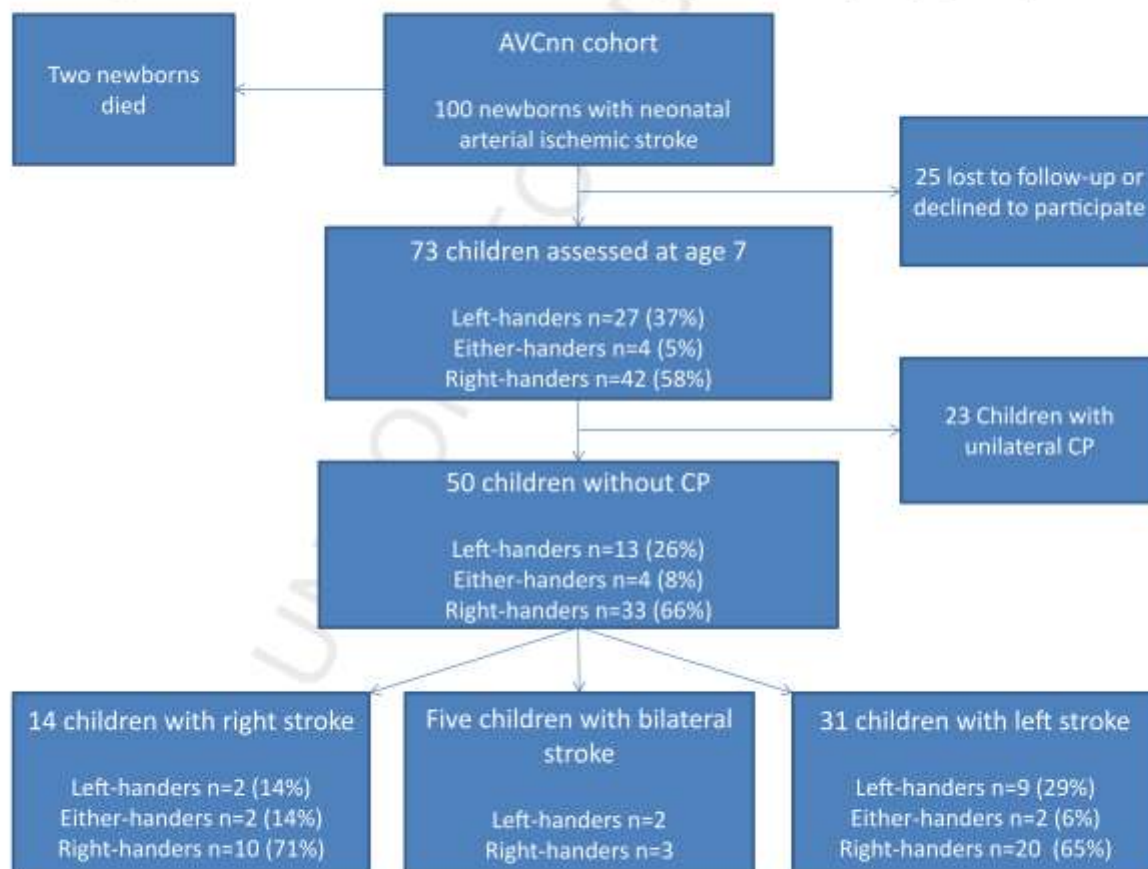 Two newborns
died
AVCnn cohort
100 newborns with neonatal
arterial ischemic stroke
25 lost to follow-up or
declined to participate
73 children assessed at age 7
Left-handers n=27 (37%)
Either-handers n=4 (5%)
Right-handers n=42 (58%)
23 Children with
unilateral CP
50 children without CP
Left-handers n=13 (26%)
Either-handers n=4 (8%)
Right-handers n=33 (66%)
14 children with right stroke
Left-handers n=2 (14%)
Either-handers n=2 (14%)
Right-handers n=10 (71%)
Five children with bilateral
stroke
Left-handers n=2
Right-handers n=3
31 children with left stroke
Left-handers n=9 (29%)
Either-handers n=2 (6%)
Right-handers n=20  (65%)